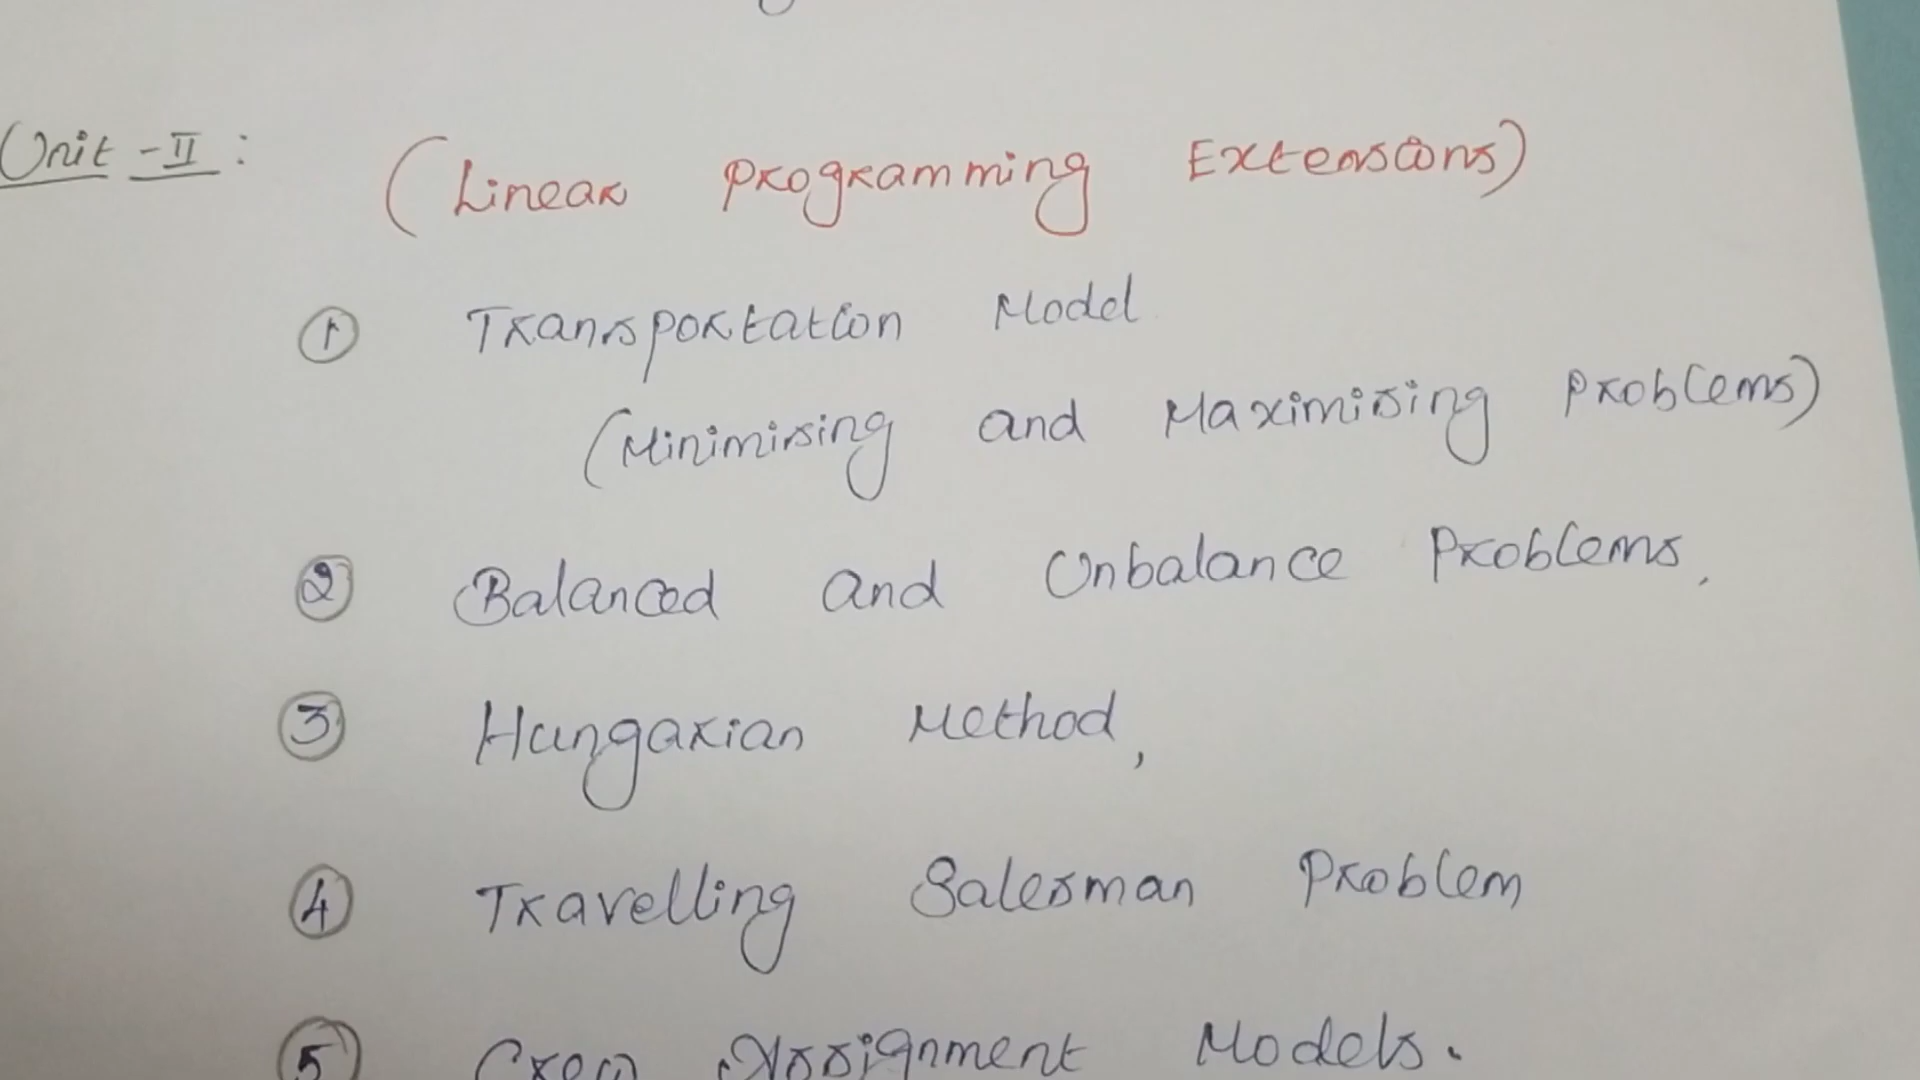 Unit - II : (Linear Programming Extensions)
① Transportation Model
(Minimising and Maximising Problems)
② Balanced and Unbalance Problems,
③ Hungarian Method,
④ Travelling Salesman Problem
⑤ Crew Assignment Models.